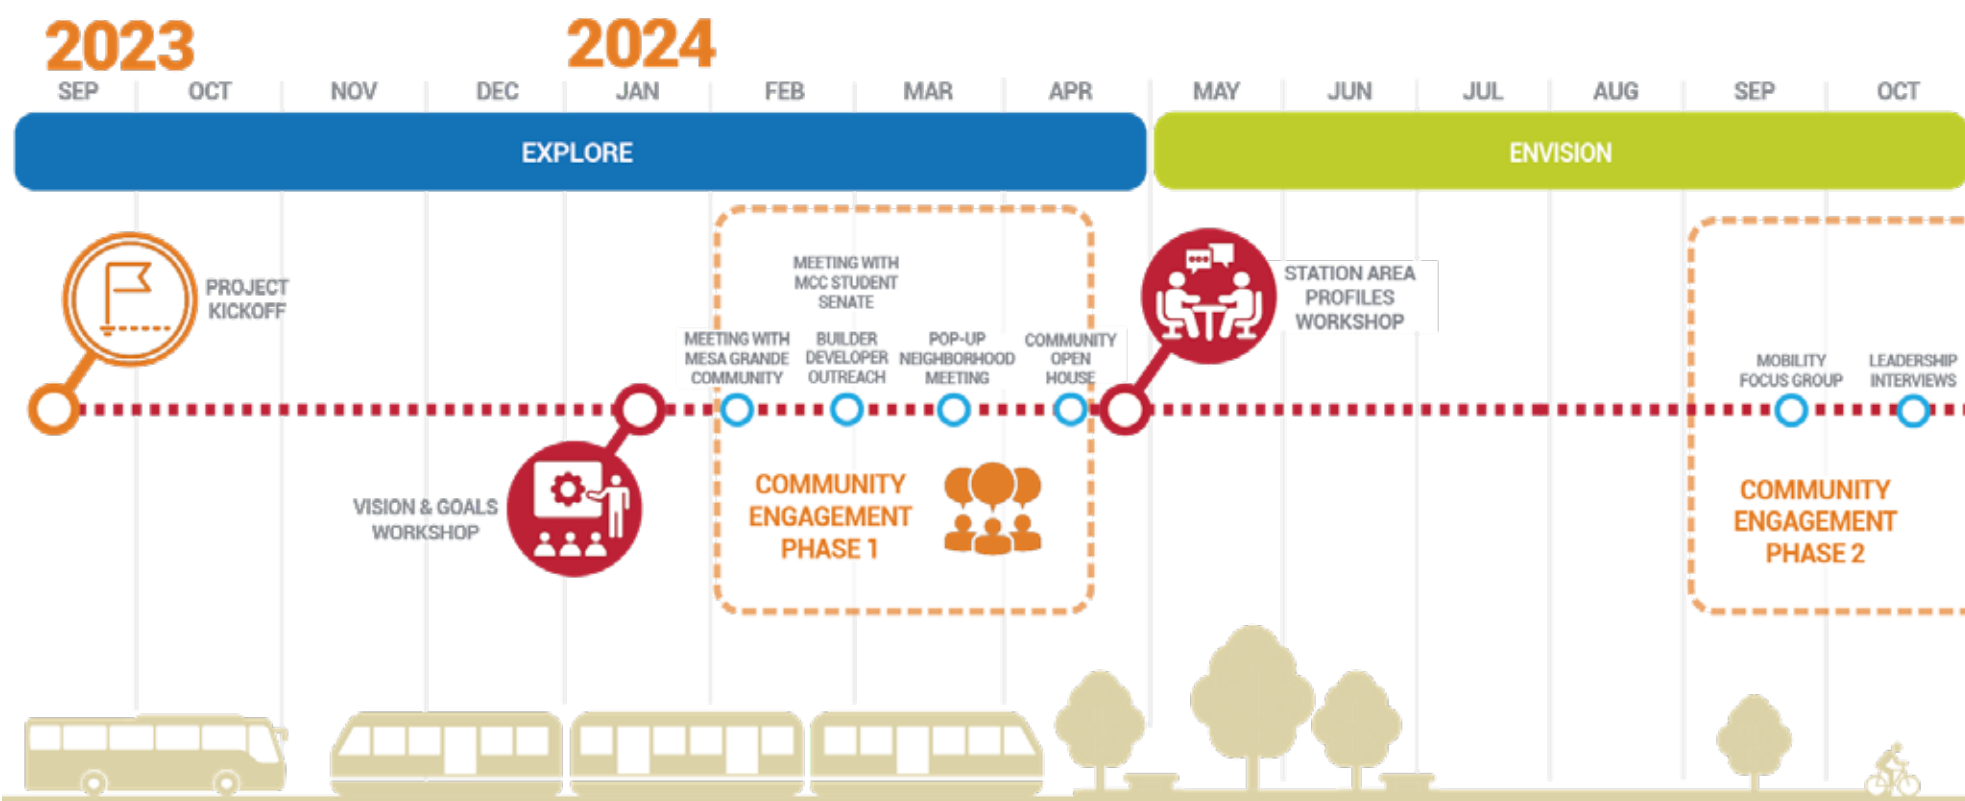 2023
2024
SEP OCT NOV DEC JAN FEB MAR APR MAY JUN JUL AUG SEP OCT
EXPLORE
ENVISION
PROJECT
KICKOFF
VISION & GOALS
WORKSHOP
MEETING WITH
MESA GRANDE
COMMUNITY
MEETING WITH
MCC STUDENT
SENATE
BUILDER
DEVELOPER
OUTREACH
POP-UP
NEIGHBORHOOD
MEETING
COMMUNITY
OPEN
HOUSE
COMMUNITY
ENGAGEMENT
PHASE 1
STATION AREA
PROFILES
WORKSHOP
MOBILITY
FOCUS GROUP
LEADERSHIP
INTERVIEWS
COMMUNITY
ENGAGEMENT
PHASE 2